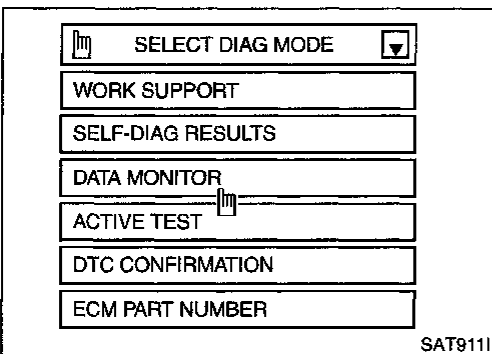 SELECT DIAG MODE
WORK SUPPORT
SELF-DIAG RESULTS
DATA MONITOR
ACTIVE TEST
DTC CONFIRMATION
ECM PART NUMBER
SAT911I